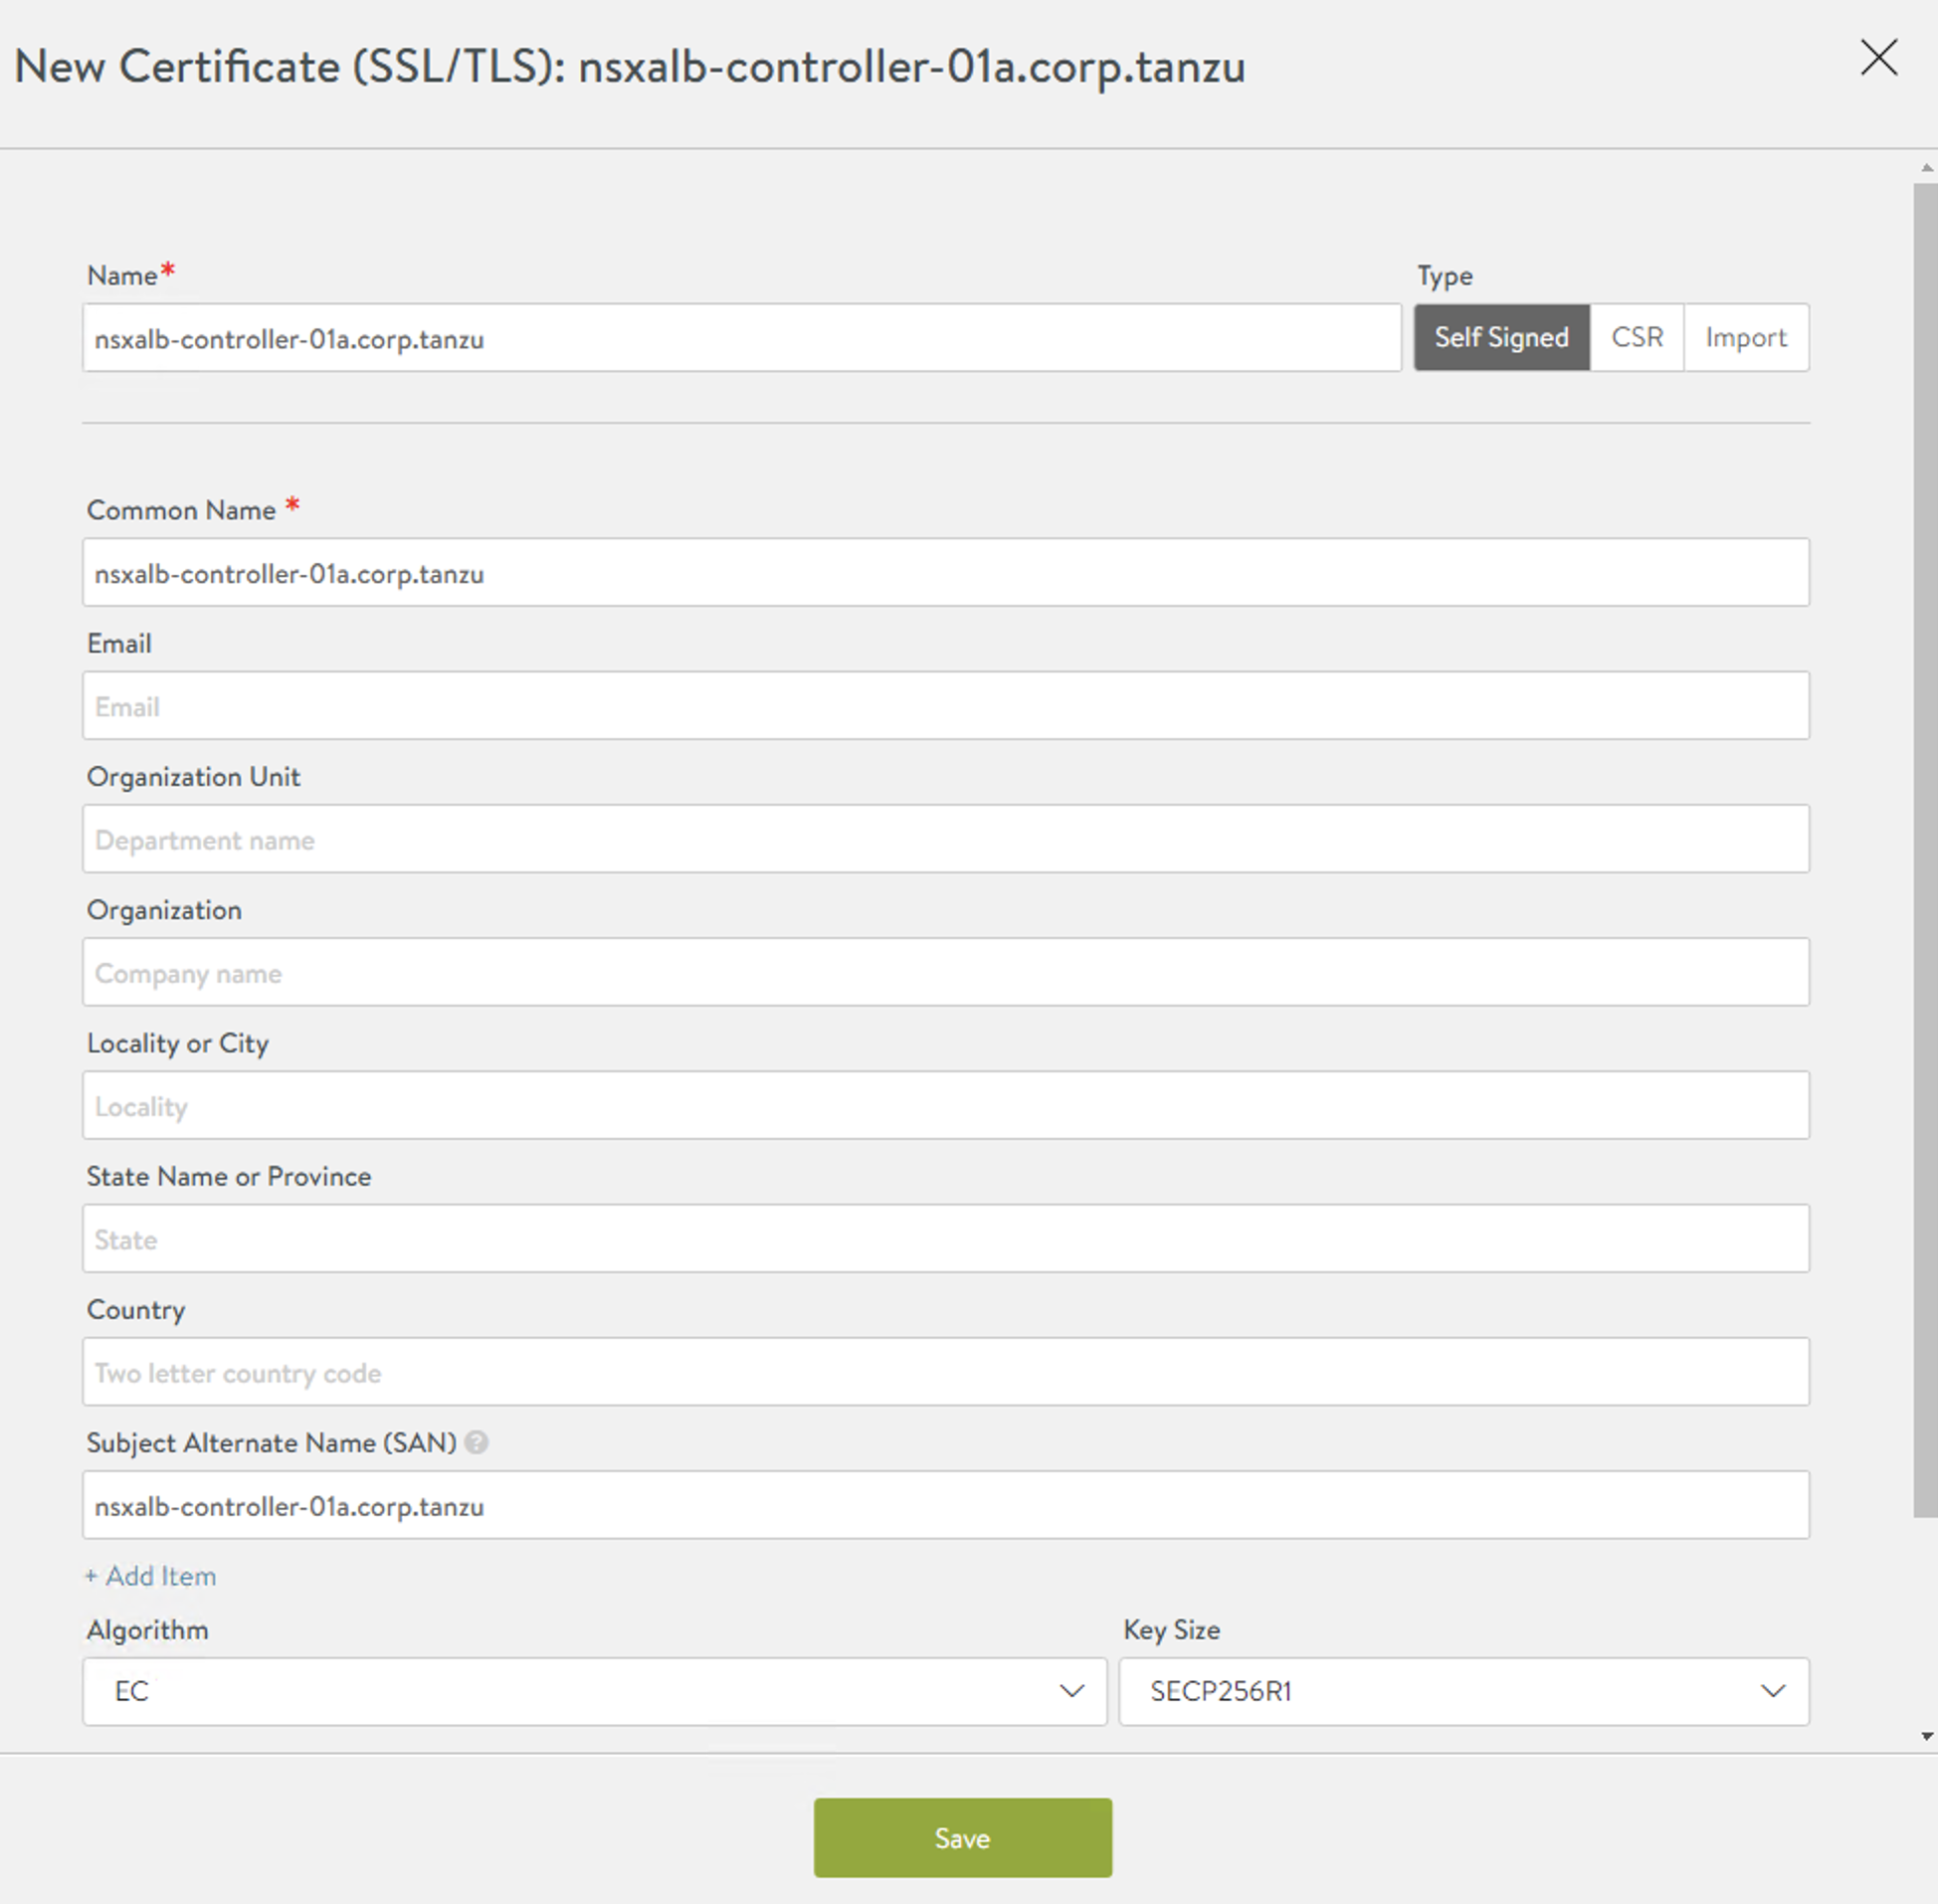 New Certificate (SSL/TLS): nsxalb-controller-01a.corp.tanzu
Name* Type
nsxalb-controller-01a.corp.tanzu Self Signed CSR Import
Common Name *
nsxalb-controller-01a.corp.tanzu
Email
Email
Organization Unit
Department name
Organization
Company name
Locality or City
Locality
State Name or Province
State
Country
Two letter country code
Subject Alternate Name (SAN) ?
nsxalb-controller-01a.corp.tanzu
+ Add Item
Algorithm Key Size
EC SECP256R1
Save